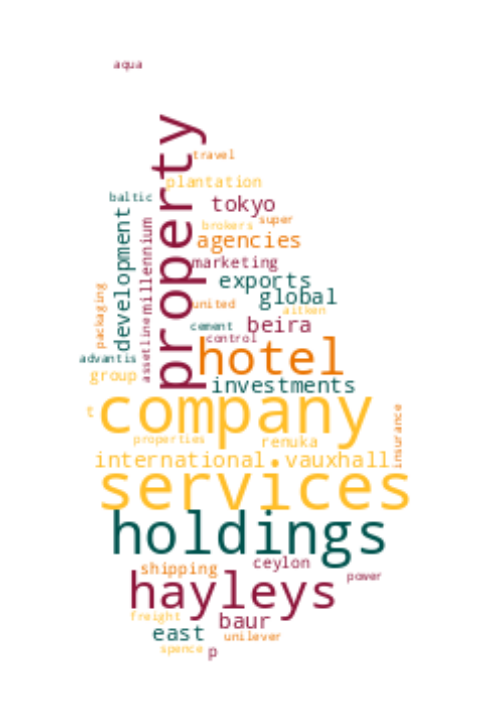 aqua
property
travel
plantation
baltic
tokyo
super
brokers
development
millennium
agencies
marketing
exports
global
packaging
united
aitken
assetline
cement
beira
control
advantis
hotel
group
investments
t
company
insurance
properties
renuka
international
vauxhall
services
holdings
ceylon
shipping
power
hayleys
freight
baur
east
unilever
spence
p